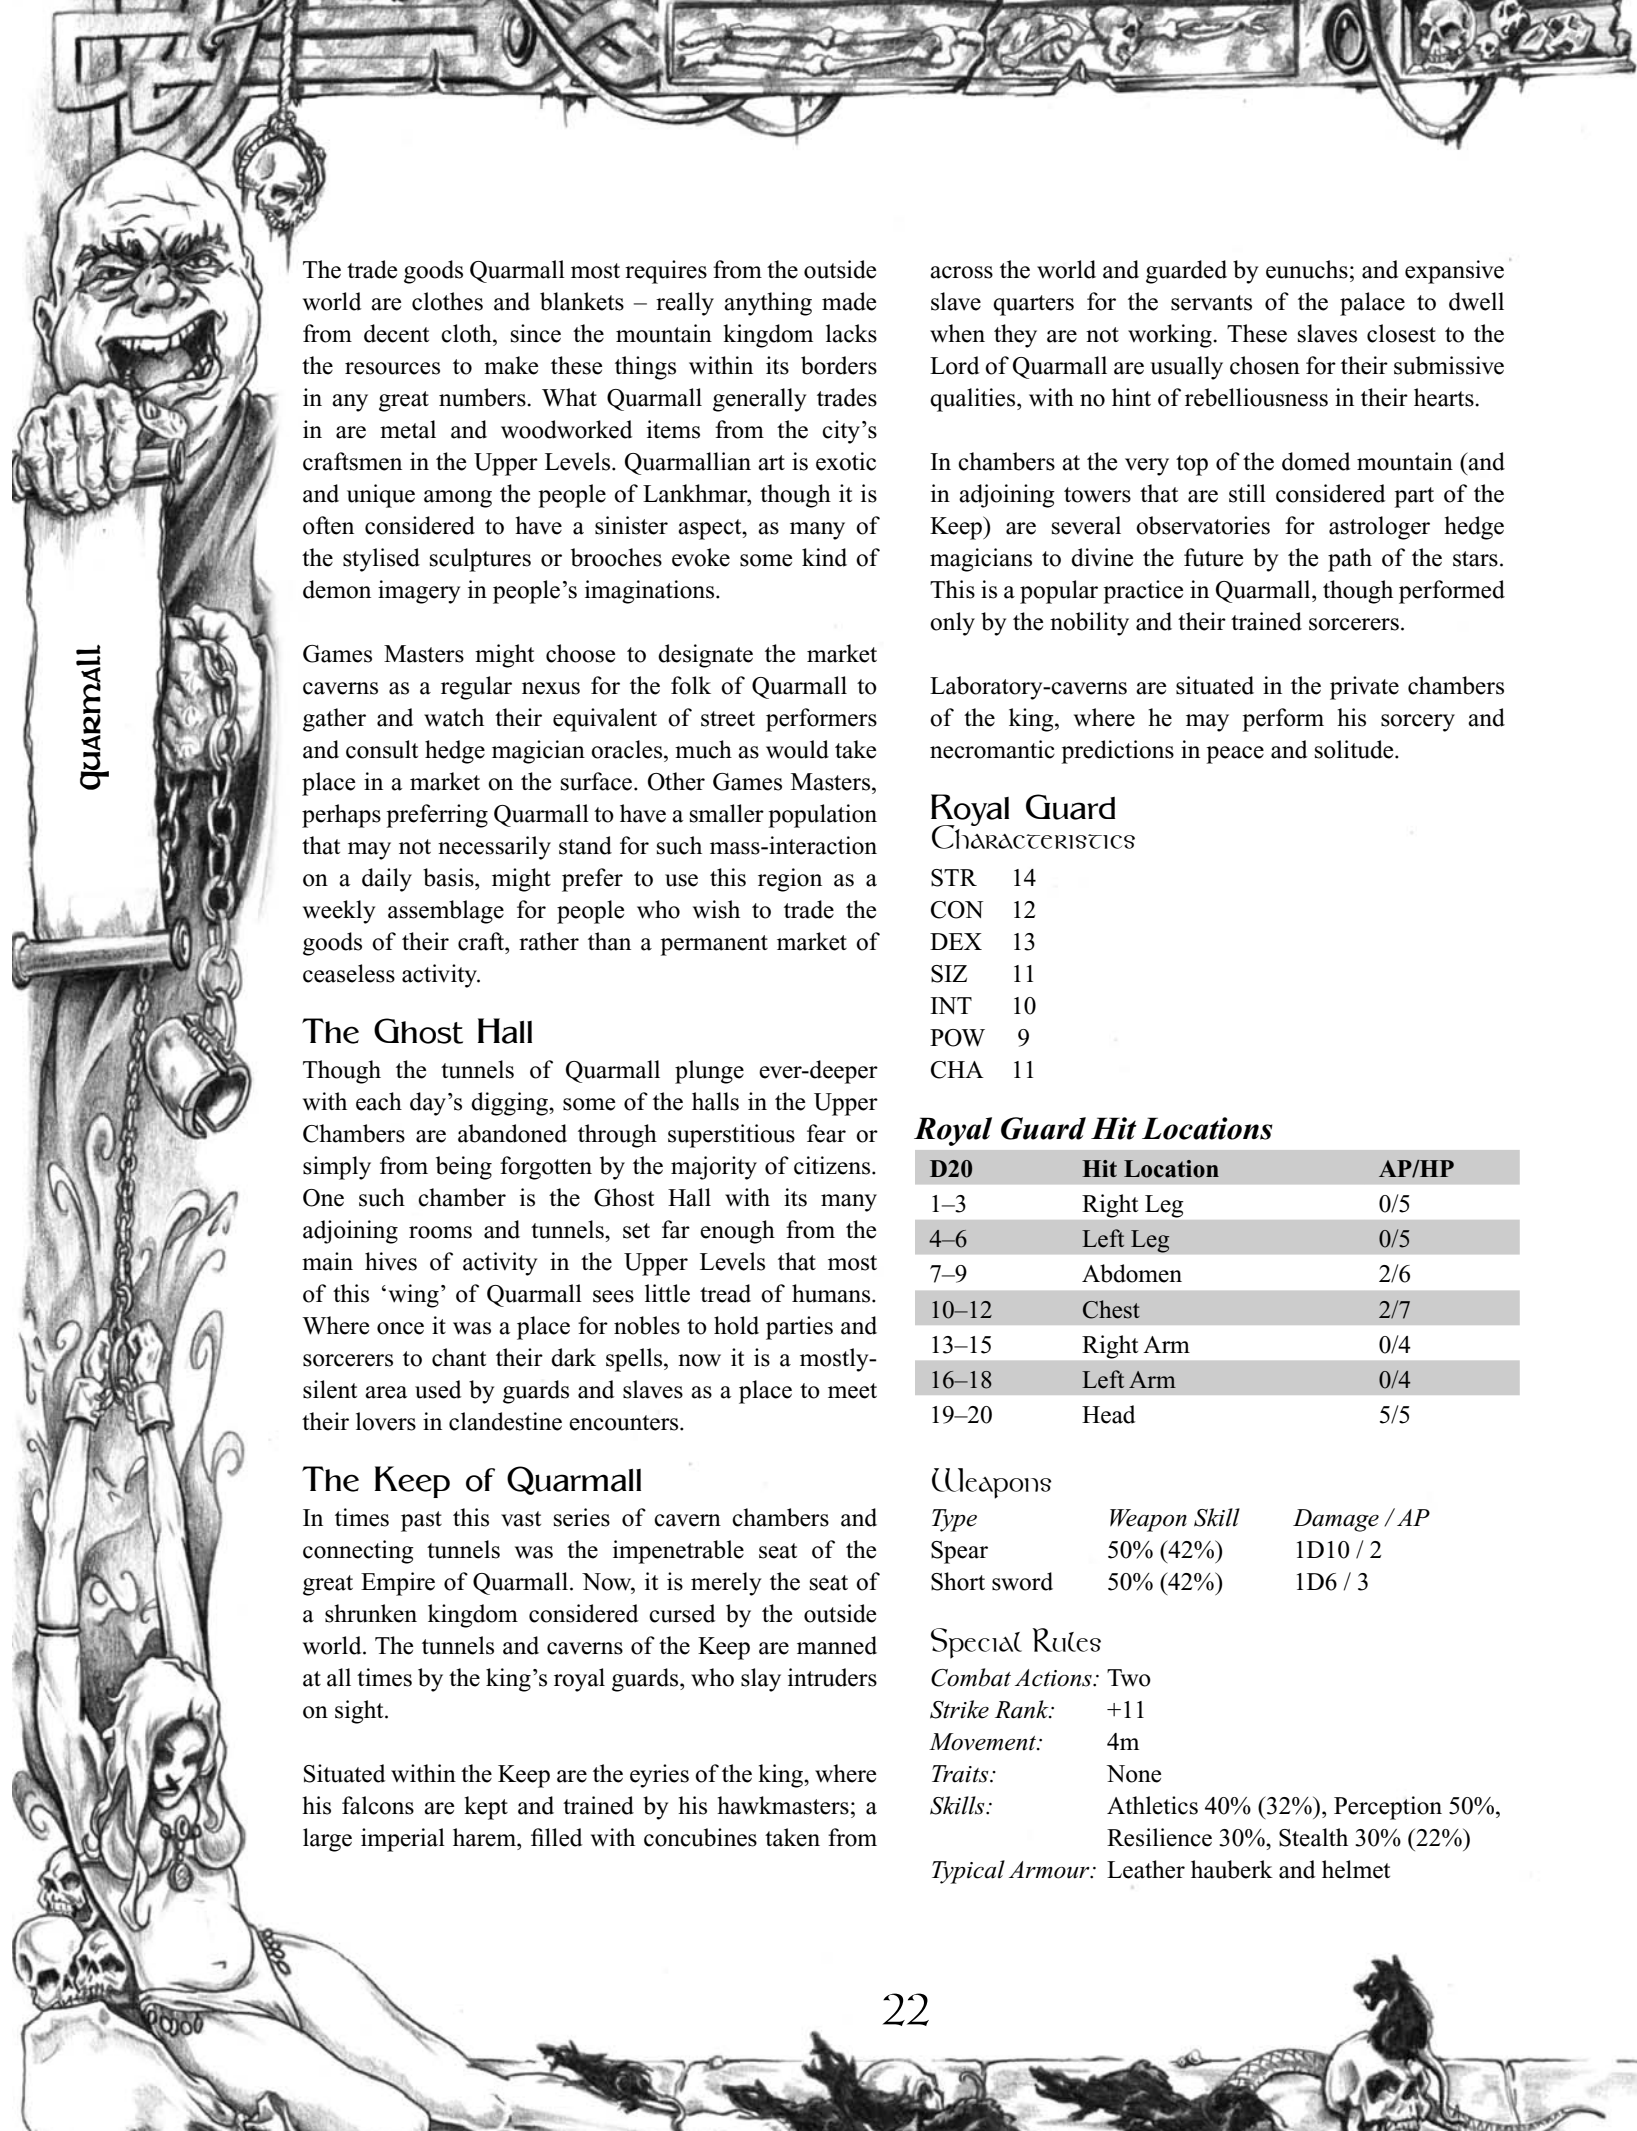 quarmall
The trade goods Quarmall most requires from the outside
world are clothes and blankets – really anything made
from decent cloth, since the mountain kingdom lacks
the resources to make these things within its borders
in any great numbers. What Quarmall generally trades
in are metal and woodworked items from the city’s
craftsmen in the Upper Levels. Quarmallian art is exotic
and unique among the people of Lankhmar, though it is
often considered to have a sinister aspect, as many of
the stylised sculptures or brooches evoke some kind of
demon imagery in people’s imaginations.
Games Masters might choose to designate the market
caverns as a regular nexus for the folk of Quarmall to
gather and watch their equivalent of street performers
and consult hedge magician oracles, much as would take
place in a market on the surface. Other Games Masters,
perhaps preferring Quarmall to have a smaller population
that may not necessarily stand for such mass-interaction
on a daily basis, might prefer to use this region as a
weekly assemblage for people who wish to trade the
goods of their craft, rather than a permanent market of
ceaseless activity.
The Ghost Hall
Though the tunnels of Quarmall plunge ever-deeper
with each day’s digging, some of the halls in the Upper
Chambers are abandoned through superstitious fear or
simply from being forgotten by the majority of citizens.
One such chamber is the Ghost Hall with its many
adjoining rooms and tunnels, set far enough from the
main hives of activity in the Upper Levels that most
of this ‘wing’ of Quarmall sees little tread of humans.
Where once it was a place for nobles to hold parties and
sorcerers to chant their dark spells, now it is a mostly-
silent area used by guards and slaves as a place to meet
their lovers in clandestine encounters.
The Keep of Quarmall
In times past this vast series of cavern chambers and
connecting tunnels was the impenetrable seat of the
great Empire of Quarmall. Now, it is merely the seat of
a shrunken kingdom considered cursed by the outside
world. The tunnels and caverns of the Keep are manned
at all times by the king’s royal guards, who slay intruders
on sight.
Situated within the Keep are the eyries of the king, where
his falcons are kept and trained by his hawkmasters; a
large imperial harem, filled with concubines taken from
across the world and guarded by eunuchs; and expansive
slave quarters for the servants of the palace to dwell
when they are not working. These slaves closest to the
Lord of Quarmall are usually chosen for their submissive
qualities, with no hint of rebelliousness in their hearts.
In chambers at the very top of the domed mountain (and
in adjoining towers that are still considered part of the
Keep) are several observatories for astrologer hedge
magicians to divine the future by the path of the stars.
This is a popular practice in Quarmall, though performed
only by the nobility and their trained sorcerers.
Laboratory-caverns are situated in the private chambers
of the king, where he may perform his sorcery and
necromantic predictions in peace and solitude.
Royal Guard
Characteristics
STR 14
CON 12
DEX 13
SIZ 11
INT 10
POW 9
CHA 11
Royal Guard Hit Locations
D20 Hit Location AP/HP
1–3 Right Leg 0/5
4–6 Left Leg 0/5
7–9 Abdomen 2/6
10–12 Chest 2/7
13–15 Right Arm 0/4
16–18 Left Arm 0/4
19–20 Head 5/5
Weapons
Type Weapon Skill Damage / AP
Spear 50% (42%) 1D10 / 2
Short sword 50% (42%) 1D6 / 3
Special Rules
Combat Actions: Two
Strike Rank: +11
Movement: 4m
Traits: None
Skills: Athletics 40% (32%), Perception 50%,
Resilience 30%, Stealth 30% (22%)
Typical Armour: Leather hauberk and helmet
22